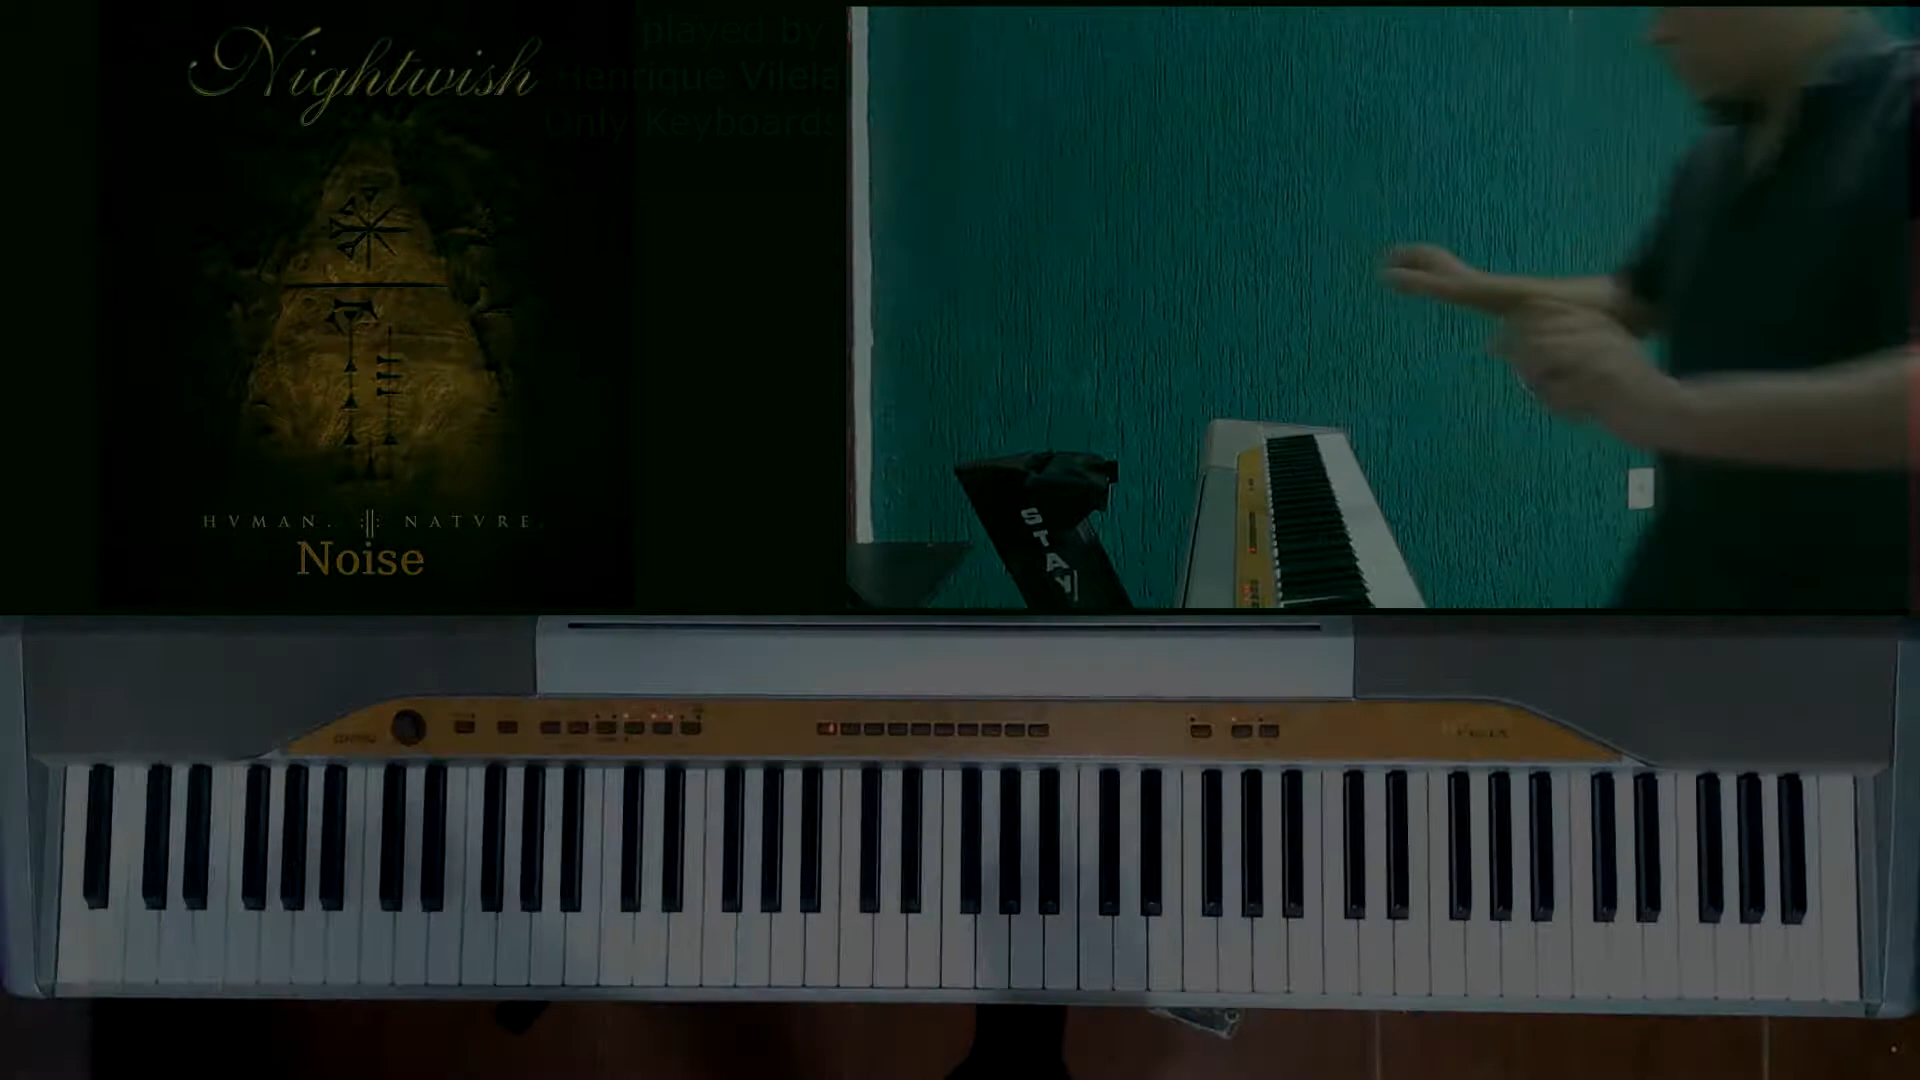 Nightwish
played by
Henrique Vilela
Only Keyboards
HVMAN. :||: NATVRE.
Noise
STAY